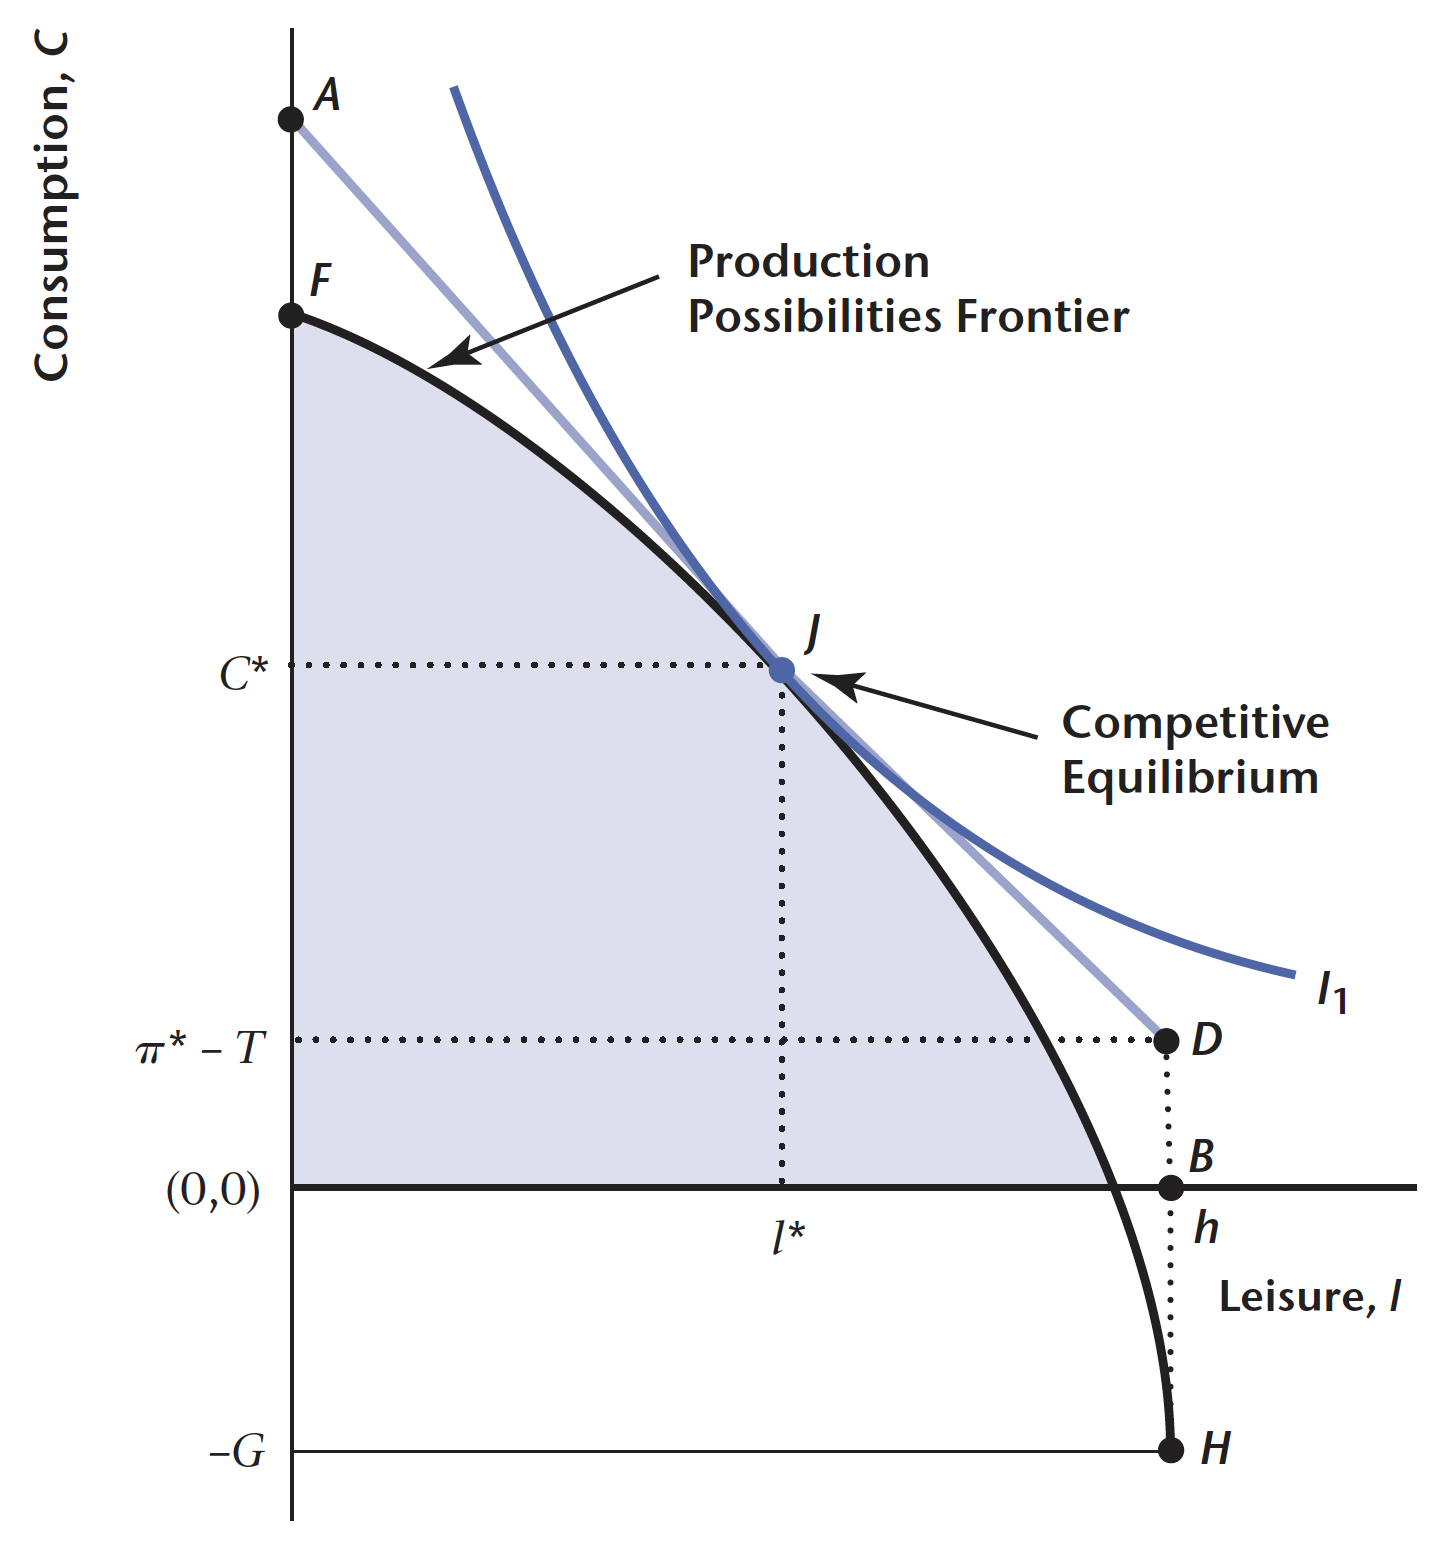 Consumption, C
A
F
Production
Possibilities Frontier
J
C*
Competitive
Equilibrium
I₁
π* – T
D
B
(0,0)
h
l*
Leisure, l
–G
H